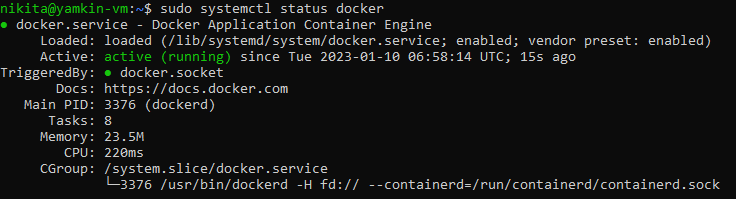 nikita@yamkin-vm:~$ sudo systemctl status docker
● docker.service - Docker Application Container Engine
Loaded: loaded (/lib/systemd/system/docker.service; enabled; vendor preset: enabled)
Active: active (running) since Tue 2023-01-10 06:58:14 UTC; 15s ago
TriggeredBy: ● docker.socket
Docs: https://docs.docker.com
Main PID: 3376 (dockerd)
Tasks: 8
Memory: 23.5M
CPU: 220ms
CGroup: /system.slice/docker.service
└─3376 /usr/bin/dockerd -H fd:// --containerd=/run/containerd/containerd.sock